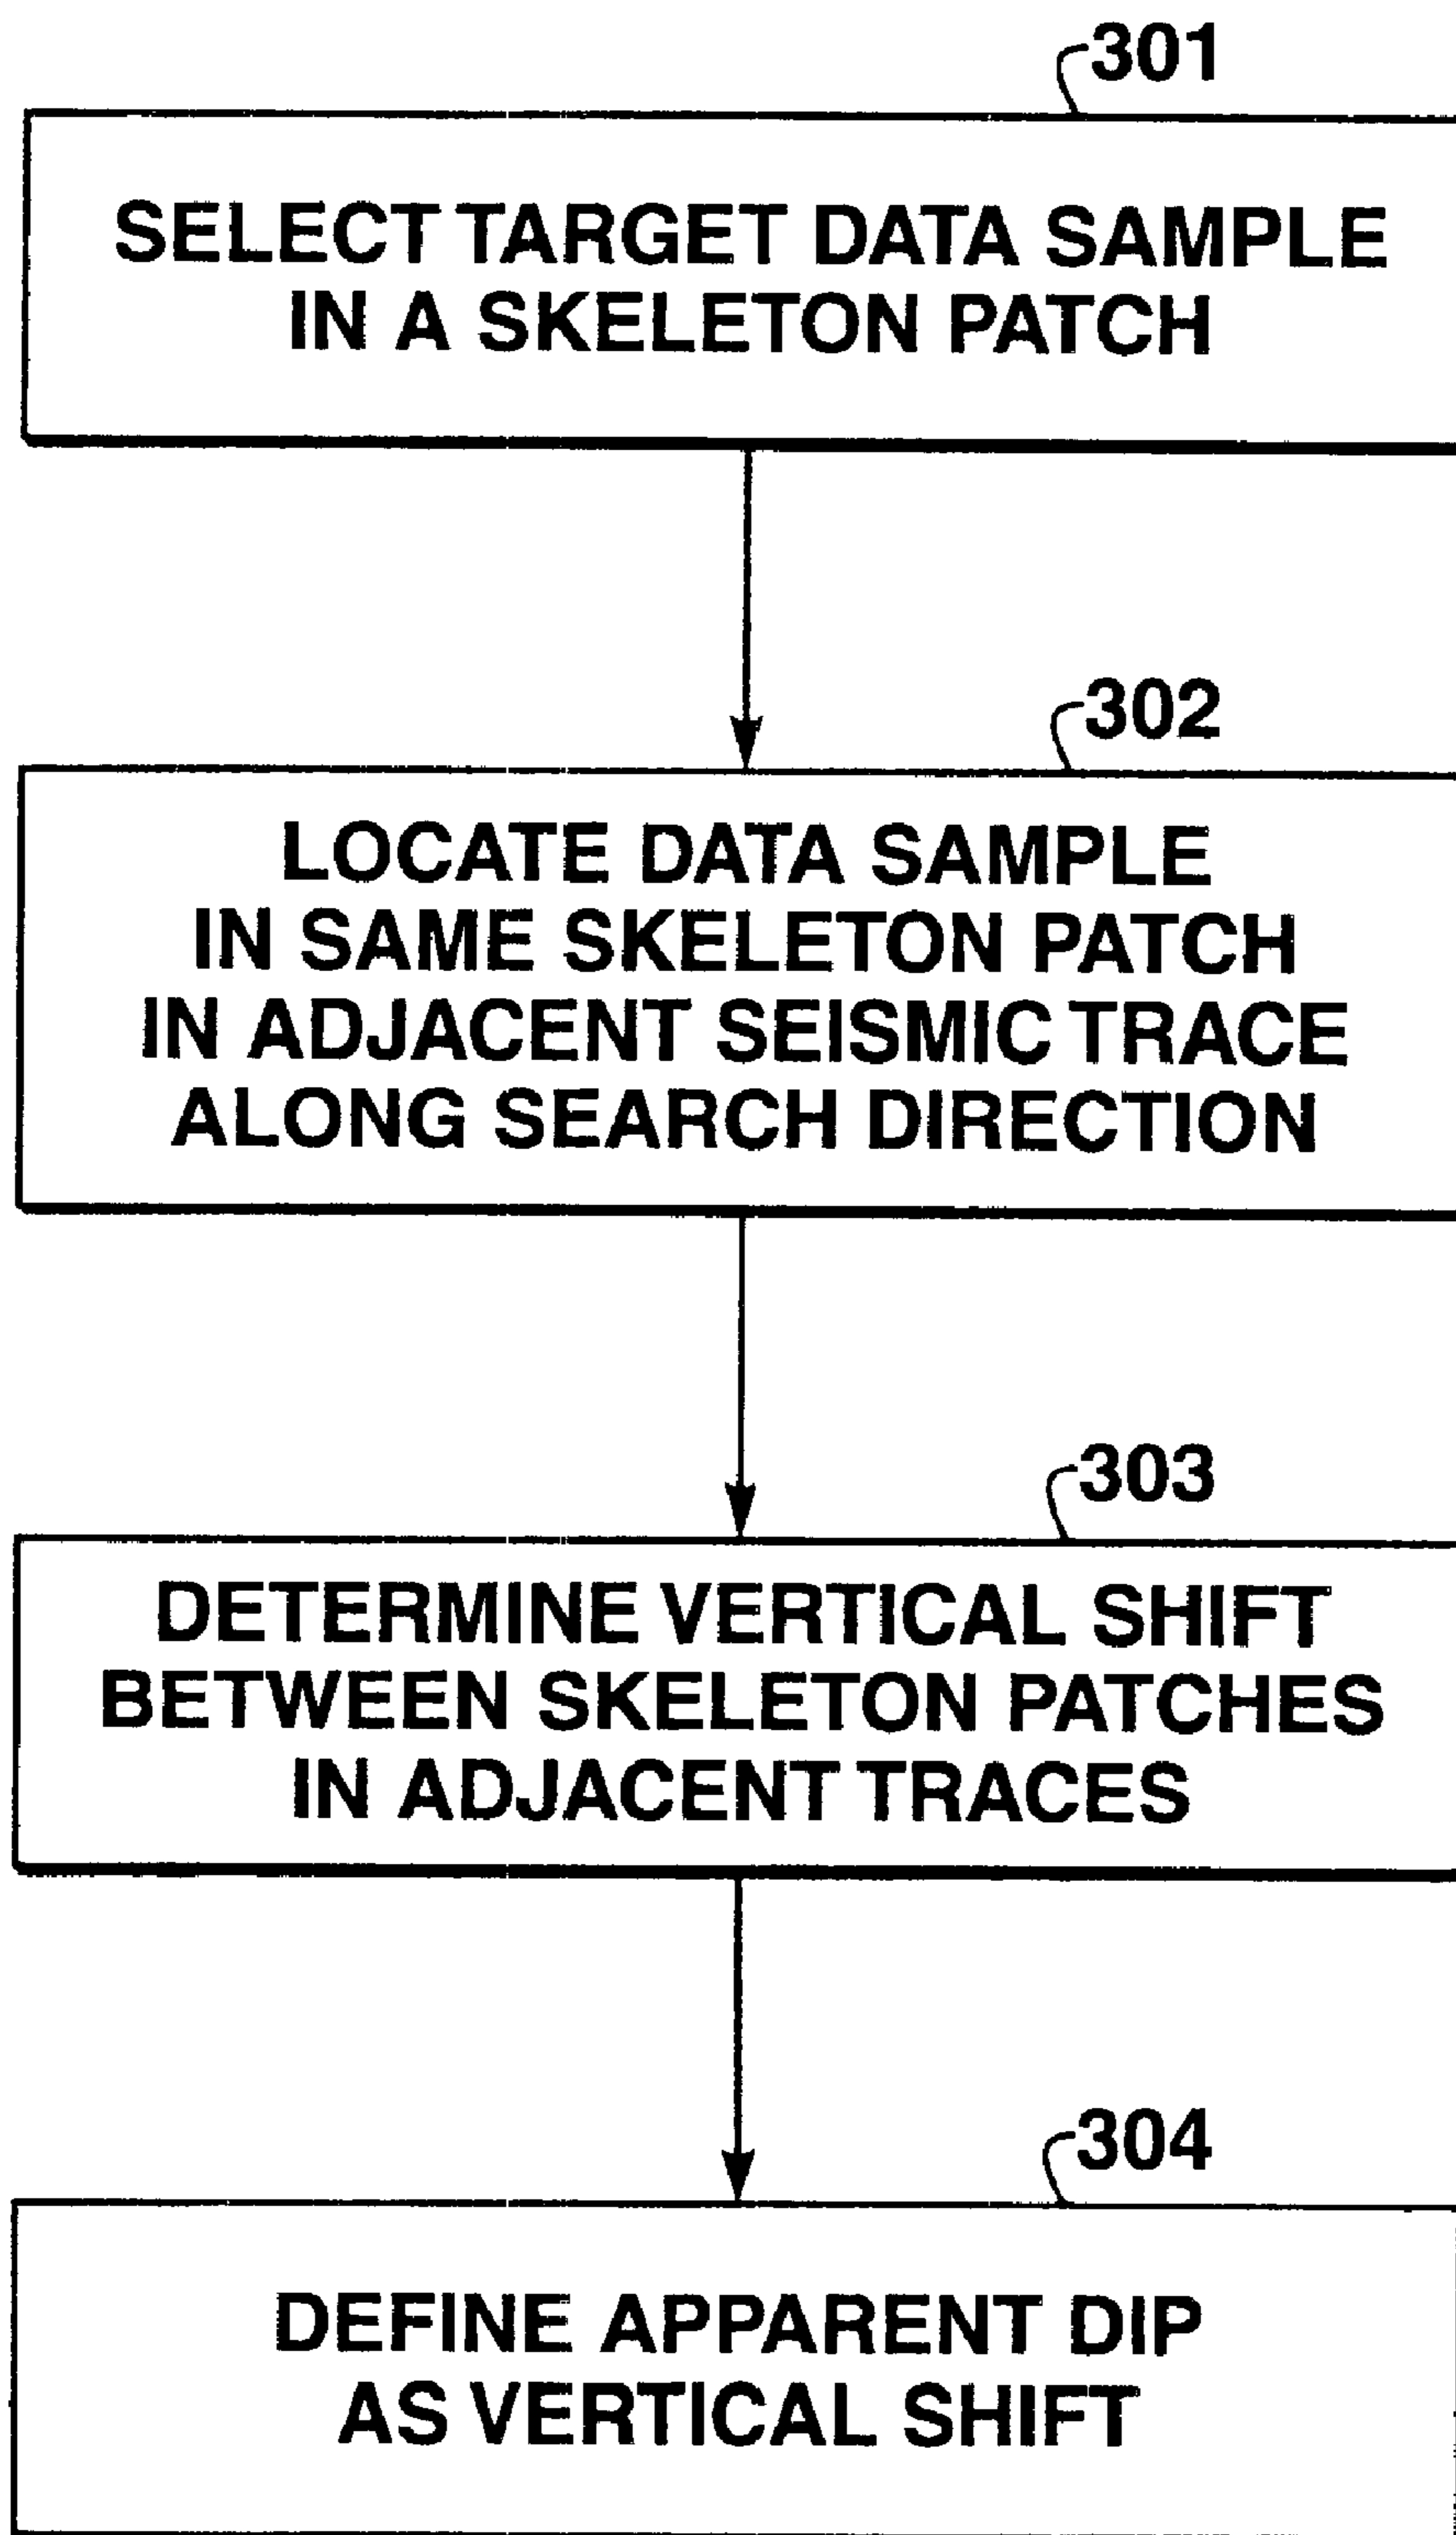 301
SELECT TARGET DATA SAMPLE
IN A SKELETON PATCH
302
LOCATE DATA SAMPLE
IN SAME SKELETON PATCH
IN ADJACENT SEISMIC TRACE
ALONG SEARCH DIRECTION
303
DETERMINE VERTICAL SHIFT
BETWEEN SKELETON PATCHES
IN ADJACENT TRACES
304
DEFINE APPARENT DIP
AS VERTICAL SHIFT